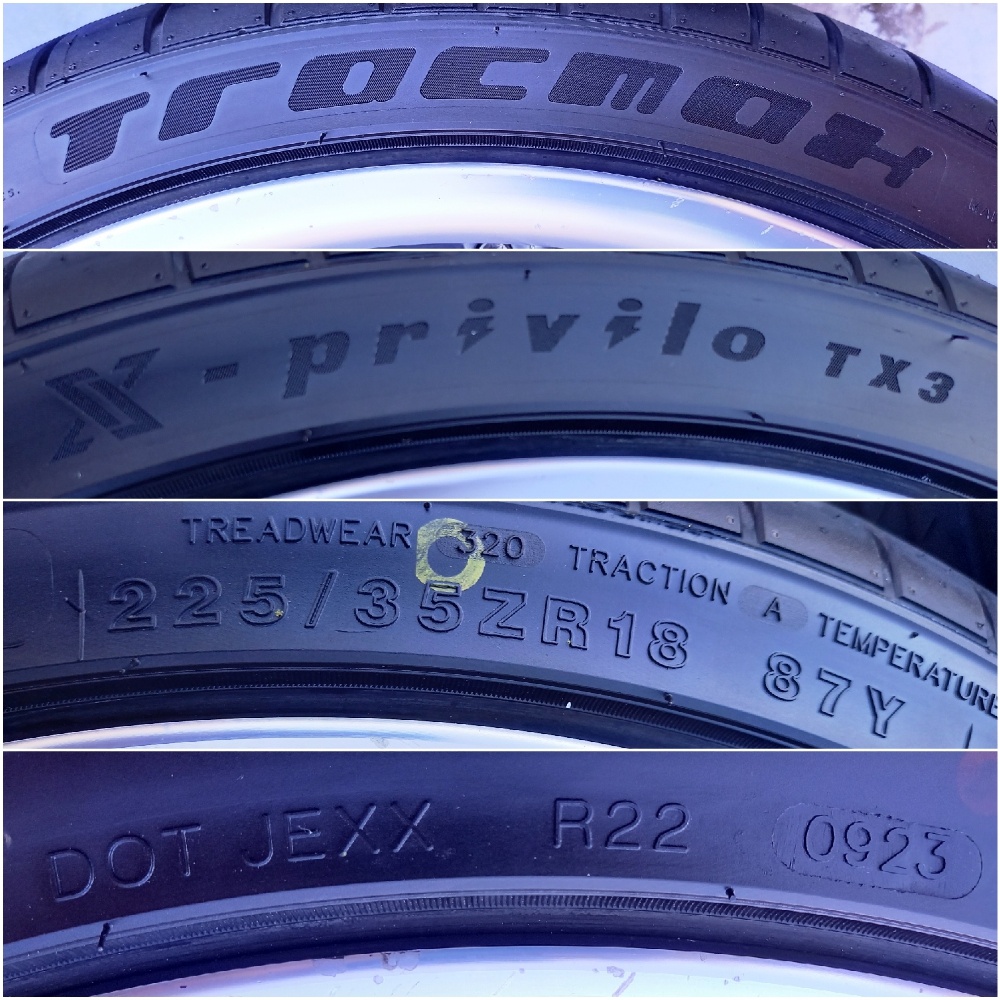 Tracmax
X-privilo TX3
TREADWEAR 320 TRACTION A TEMPERATURE
225/35ZR18 87Y
DOT JEXX R22 0923